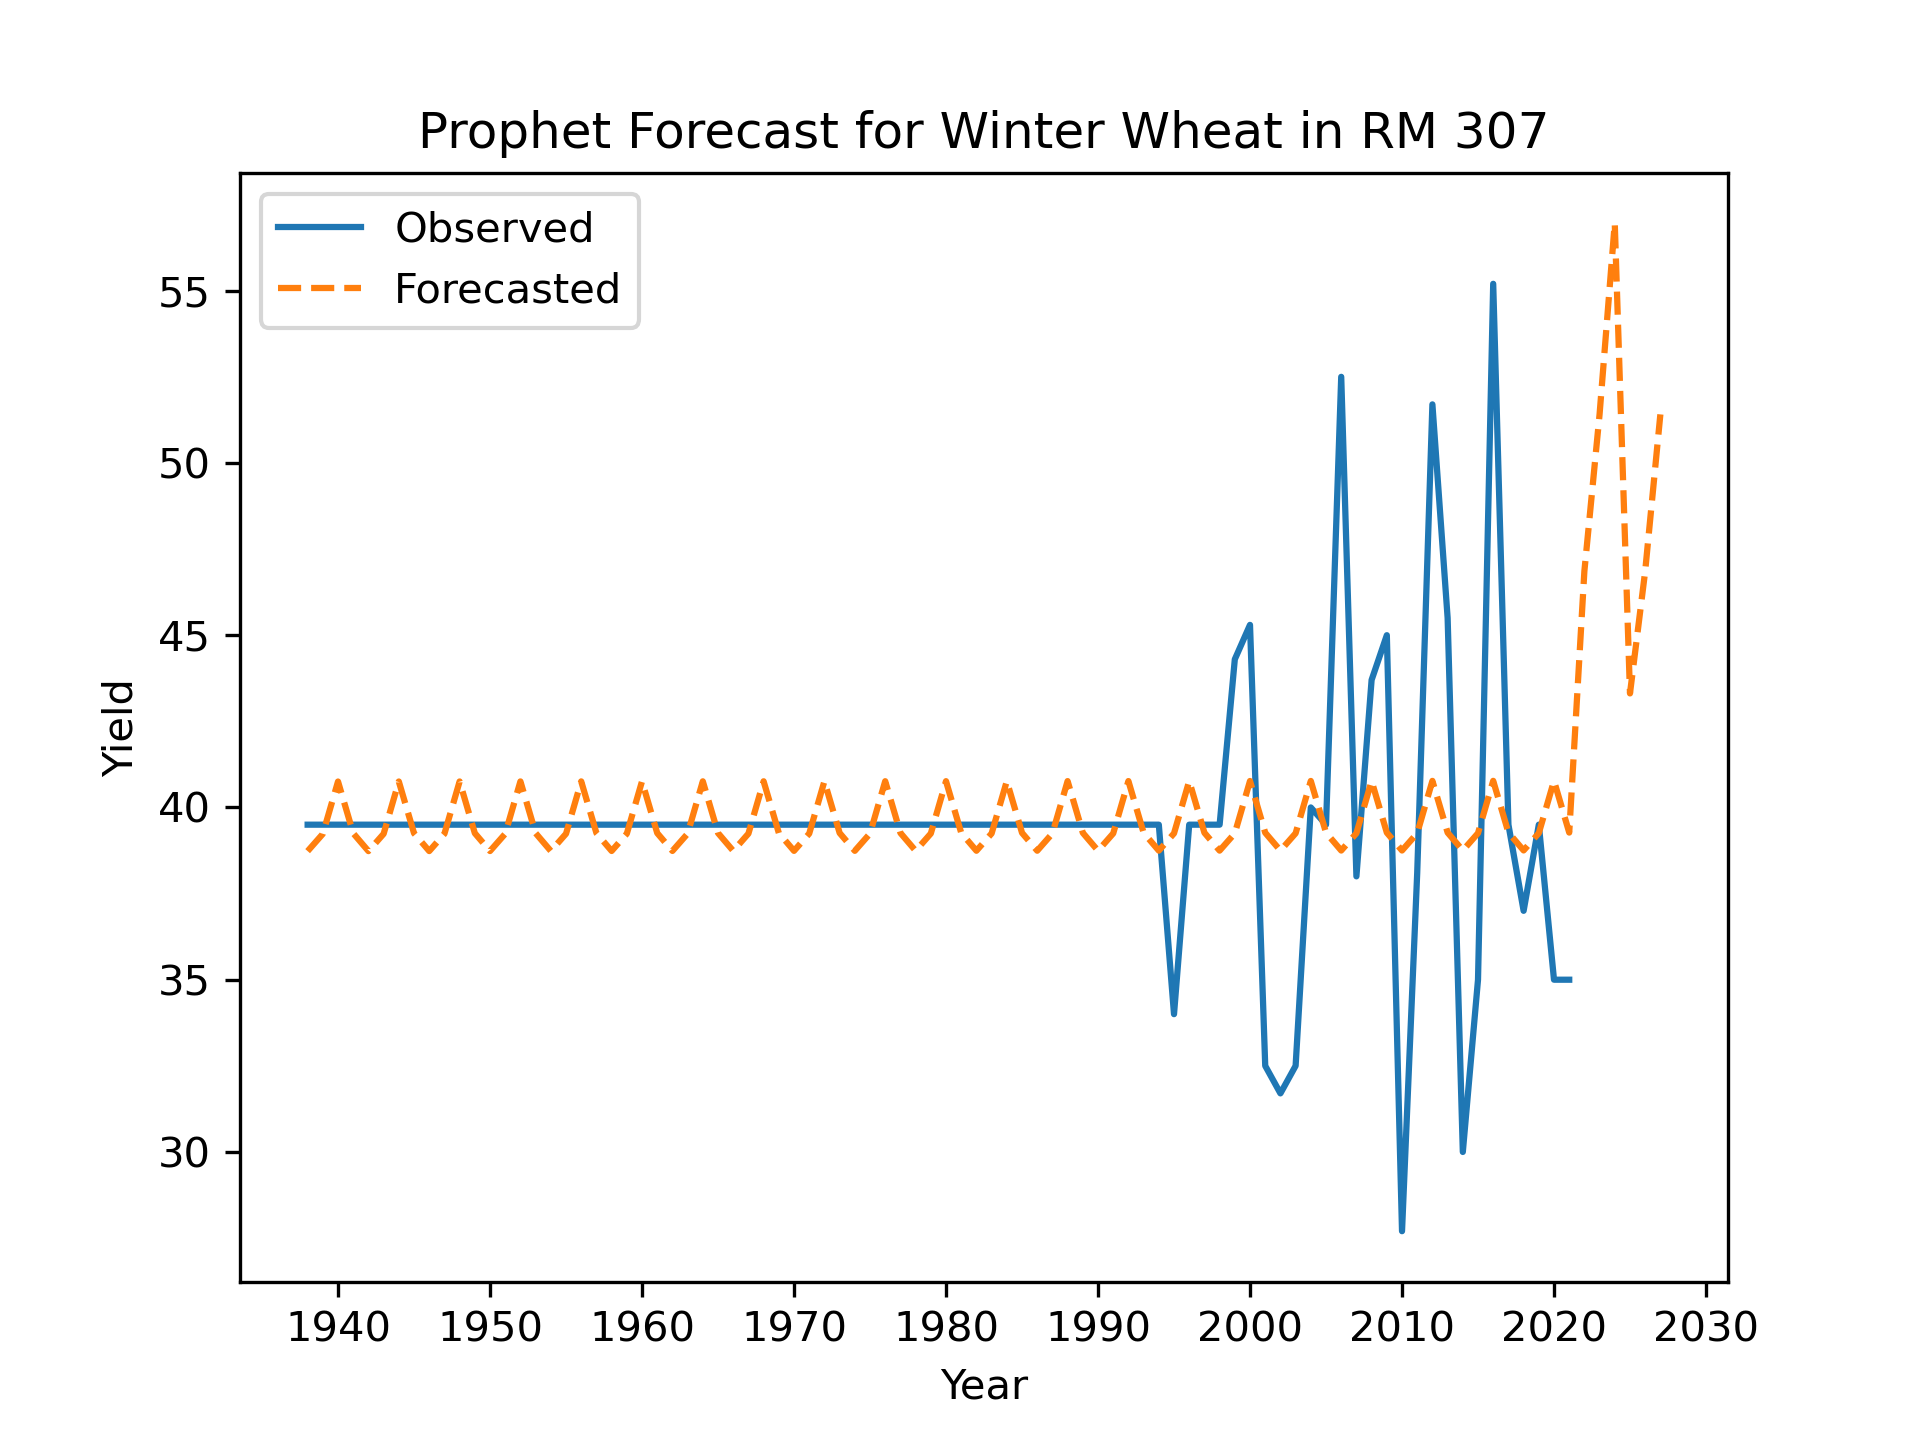 Prophet Forecast for Winter Wheat in RM 307
Observed
Forecasted
55
50
45
40
35
30
Yield
1940 1950 1960 1970 1980 1990 2000 2010 2020 2030
Year